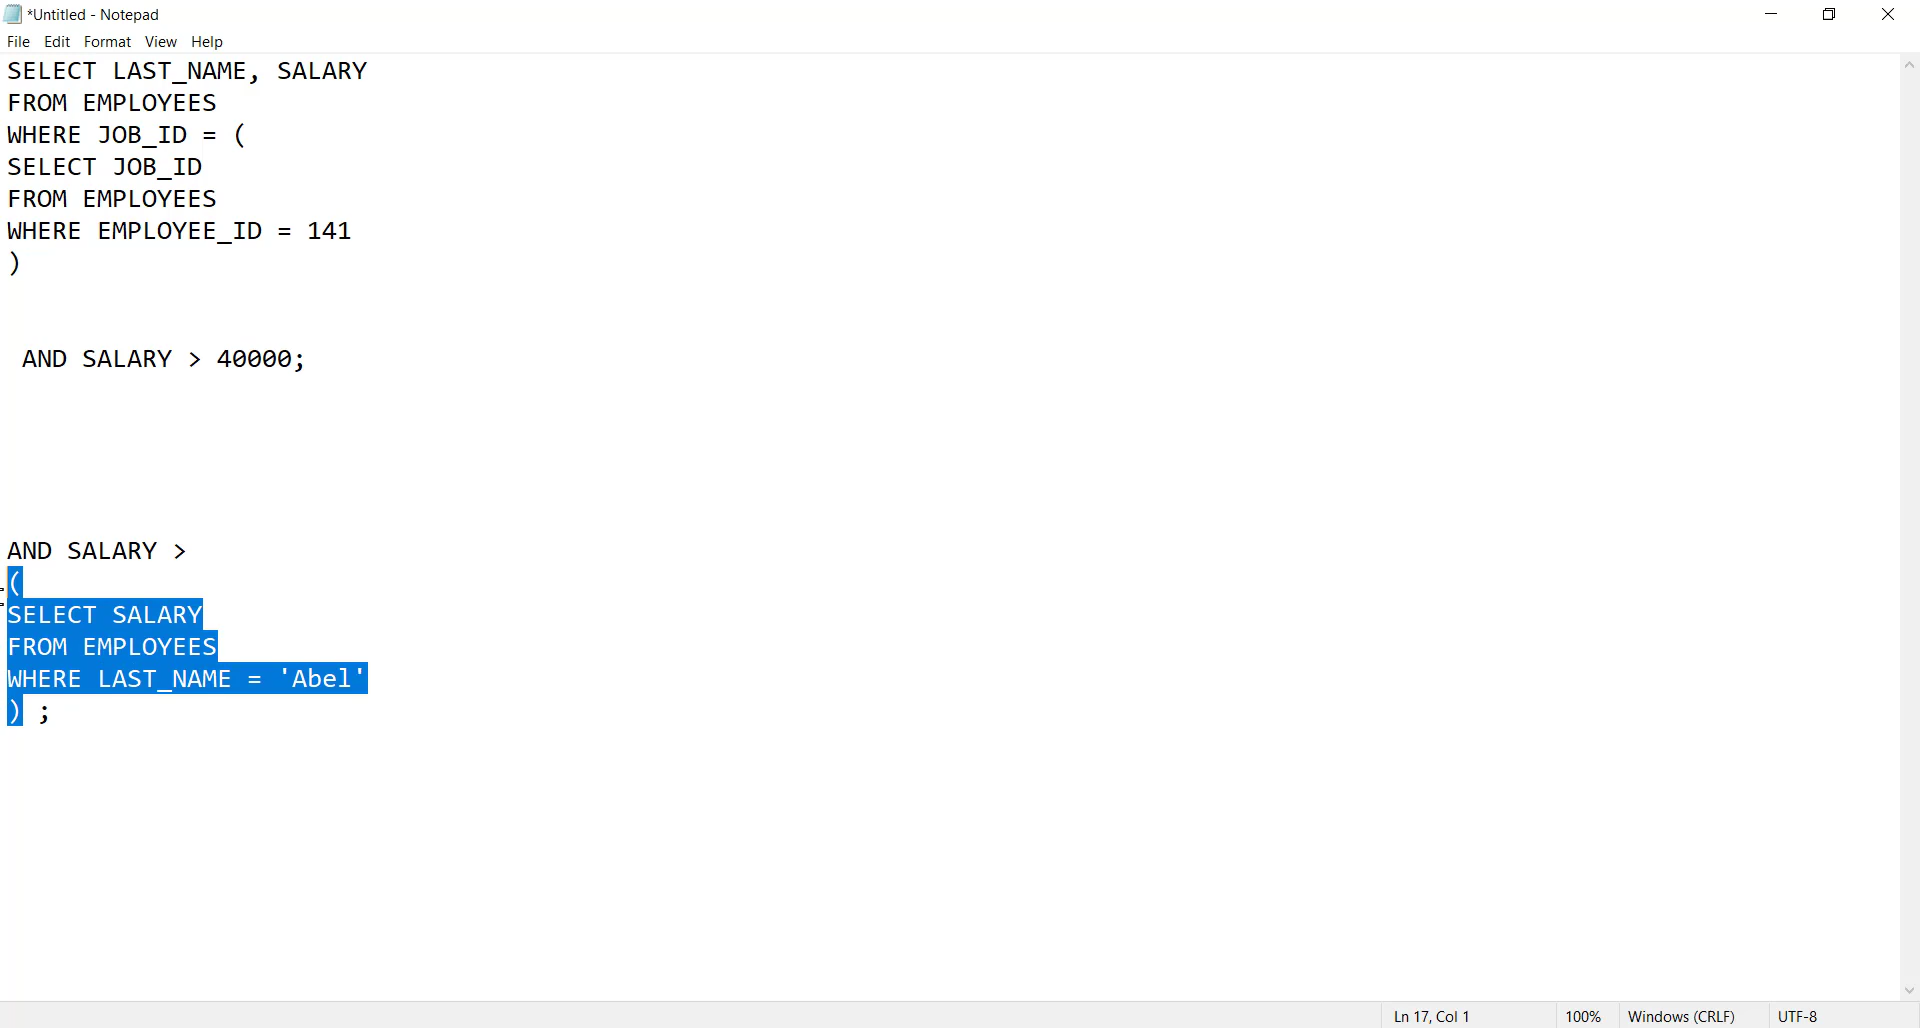 *Untitled - Notepad
File Edit Format View Help
SELECT LAST_NAME, SALARY
FROM EMPLOYEES
WHERE JOB_ID = (
SELECT JOB_ID
FROM EMPLOYEES
WHERE EMPLOYEE_ID = 141
)
AND SALARY > 40000;
AND SALARY >
(
SELECT SALARY
FROM EMPLOYEES
WHERE LAST_NAME = 'Abel'
) ;
Ln 17, Col 1 100% Windows (CRLF) UTF-8